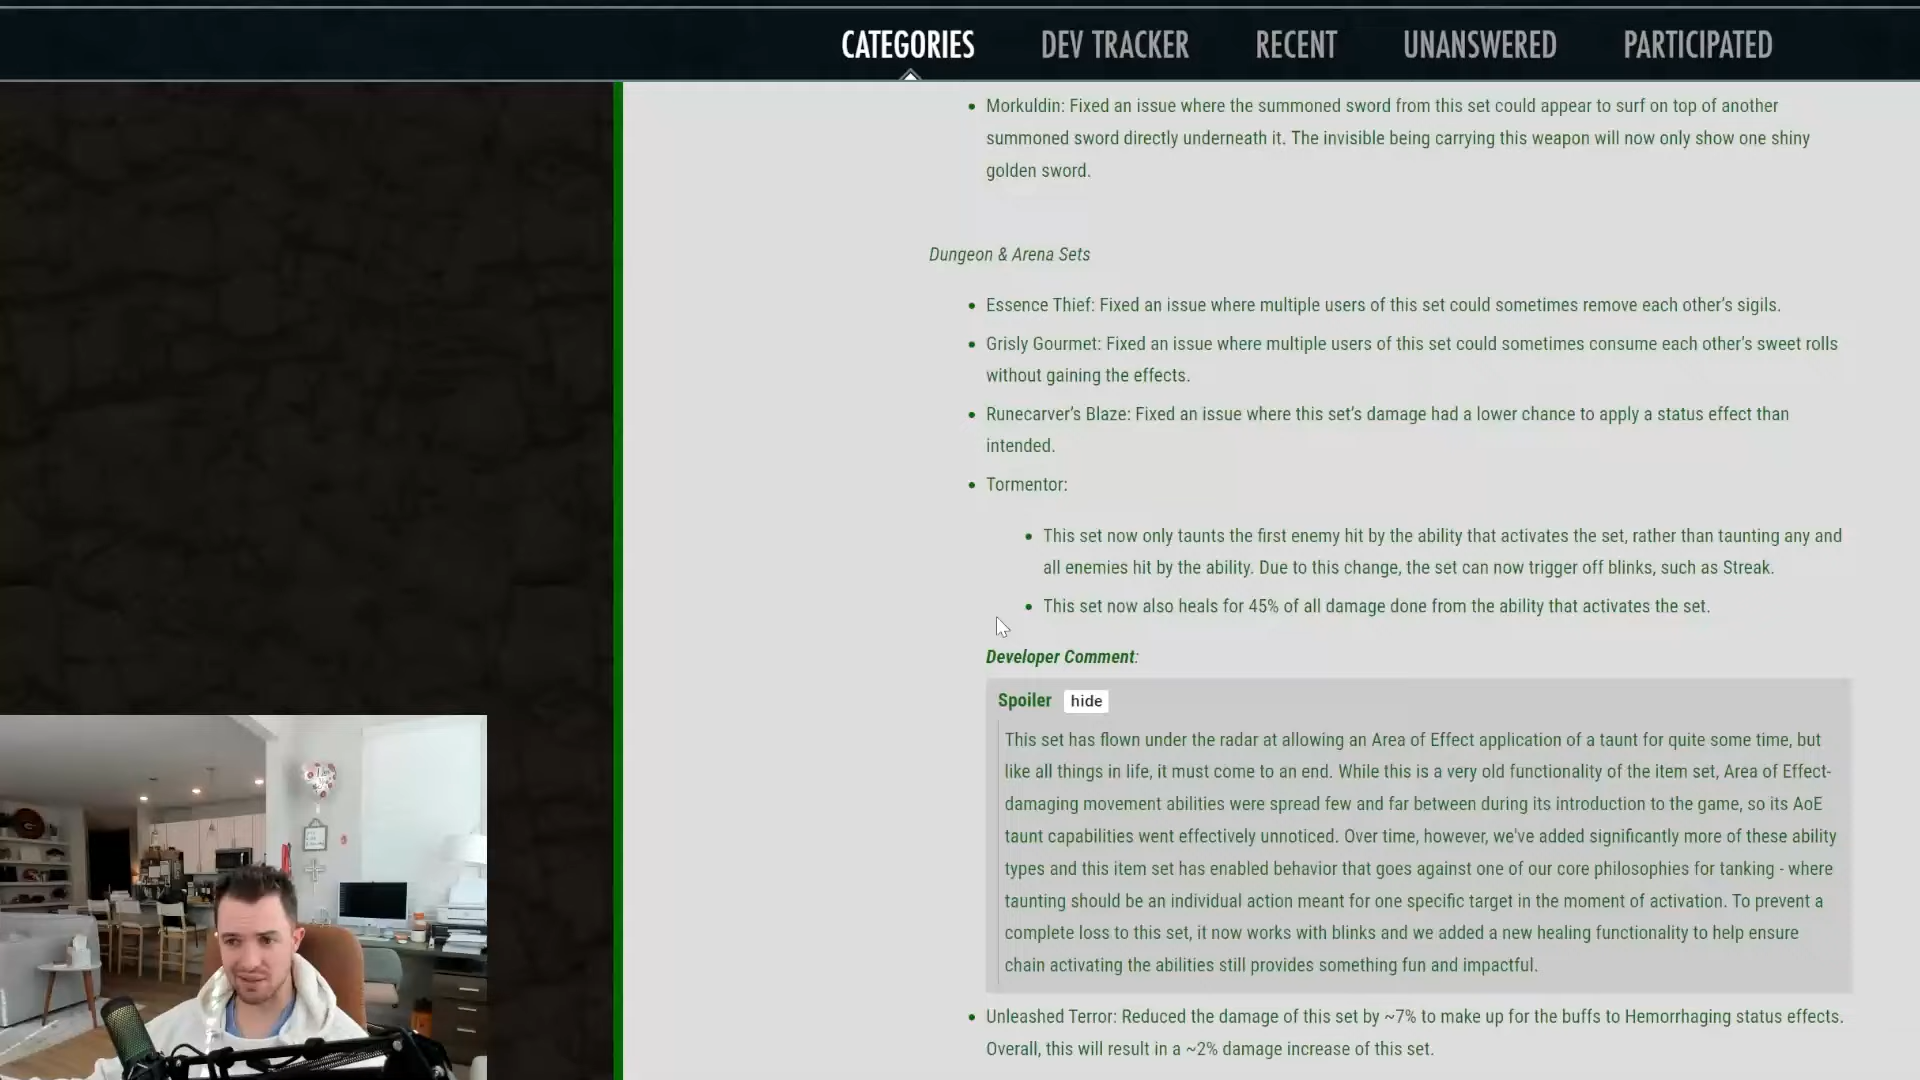 CATEGORIES DEV TRACKER RECENT UNANSWERED PARTICIPATED
Morkuldin: Fixed an issue where the summoned sword from this set could appear to surf on top of another
summoned sword directly underneath it. The invisible being carrying this weapon will now only show one shiny
golden sword.
Dungeon & Arena Sets
Essence Thief: Fixed an issue where multiple users of this set could sometimes remove each other's sigils.
Grisly Gourmet: Fixed an issue where multiple users of this set could sometimes consume each other's sweet rolls
without gaining the effects.
Runecarver's Blaze: Fixed an issue where this set's damage had a lower chance to apply a status effect than
intended.
Tormentor:
This set now only taunts the first enemy hit by the ability that activates the set, rather than taunting any and
all enemies hit by the ability. Due to this change, the set can now trigger off blinks, such as Streak.
This set now also heals for 45% of all damage done from the ability that activates the set.
Developer Comment:
Spoiler hide
This set has flown under the radar at allowing an Area of Effect application of a taunt for quite some time, but
like all things in life, it must come to an end. While this is a very old functionality of the item set, Area of Effect-
damaging movement abilities were spread few and far between during its introduction to the game, so its AoE
taunt capabilities went effectively unnoticed. Over time, however, we've added significantly more of these ability
types and this item set has enabled behavior that goes against one of our core philosophies for tanking - where
taunting should be an individual action meant for one specific target in the moment of activation. To prevent a
complete loss to this set, it now works with blinks and we added a new healing functionality to help ensure
chain activating the abilities still provides something fun and impactful.
Unleashed Terror: Reduced the damage of this set by ~7% to make up for the buffs to Hemorrhaging status effects.
Overall, this will result in a ~2% damage increase of this set.